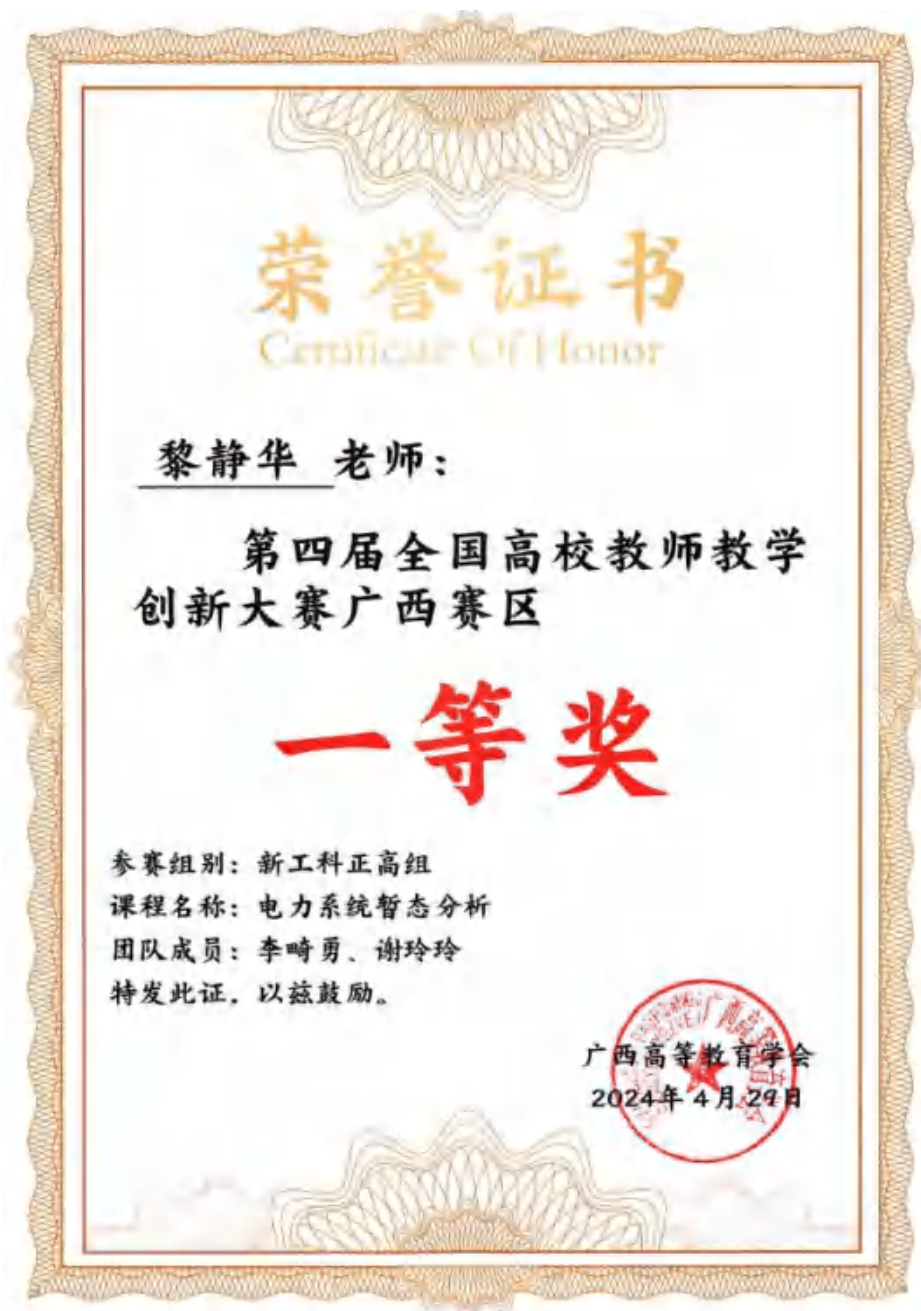 荣誉证书
Certificate Of Honor
黎静华 老师：
第四届全国高校教师教学
创新大赛广西赛区
一等奖
参赛组别：新工科正高组
课程名称：电力系统暂态分析
团队成员：李畸勇、谢玲玲
特发此证，以兹鼓励。
广西高等教育学会
2024年4月29日